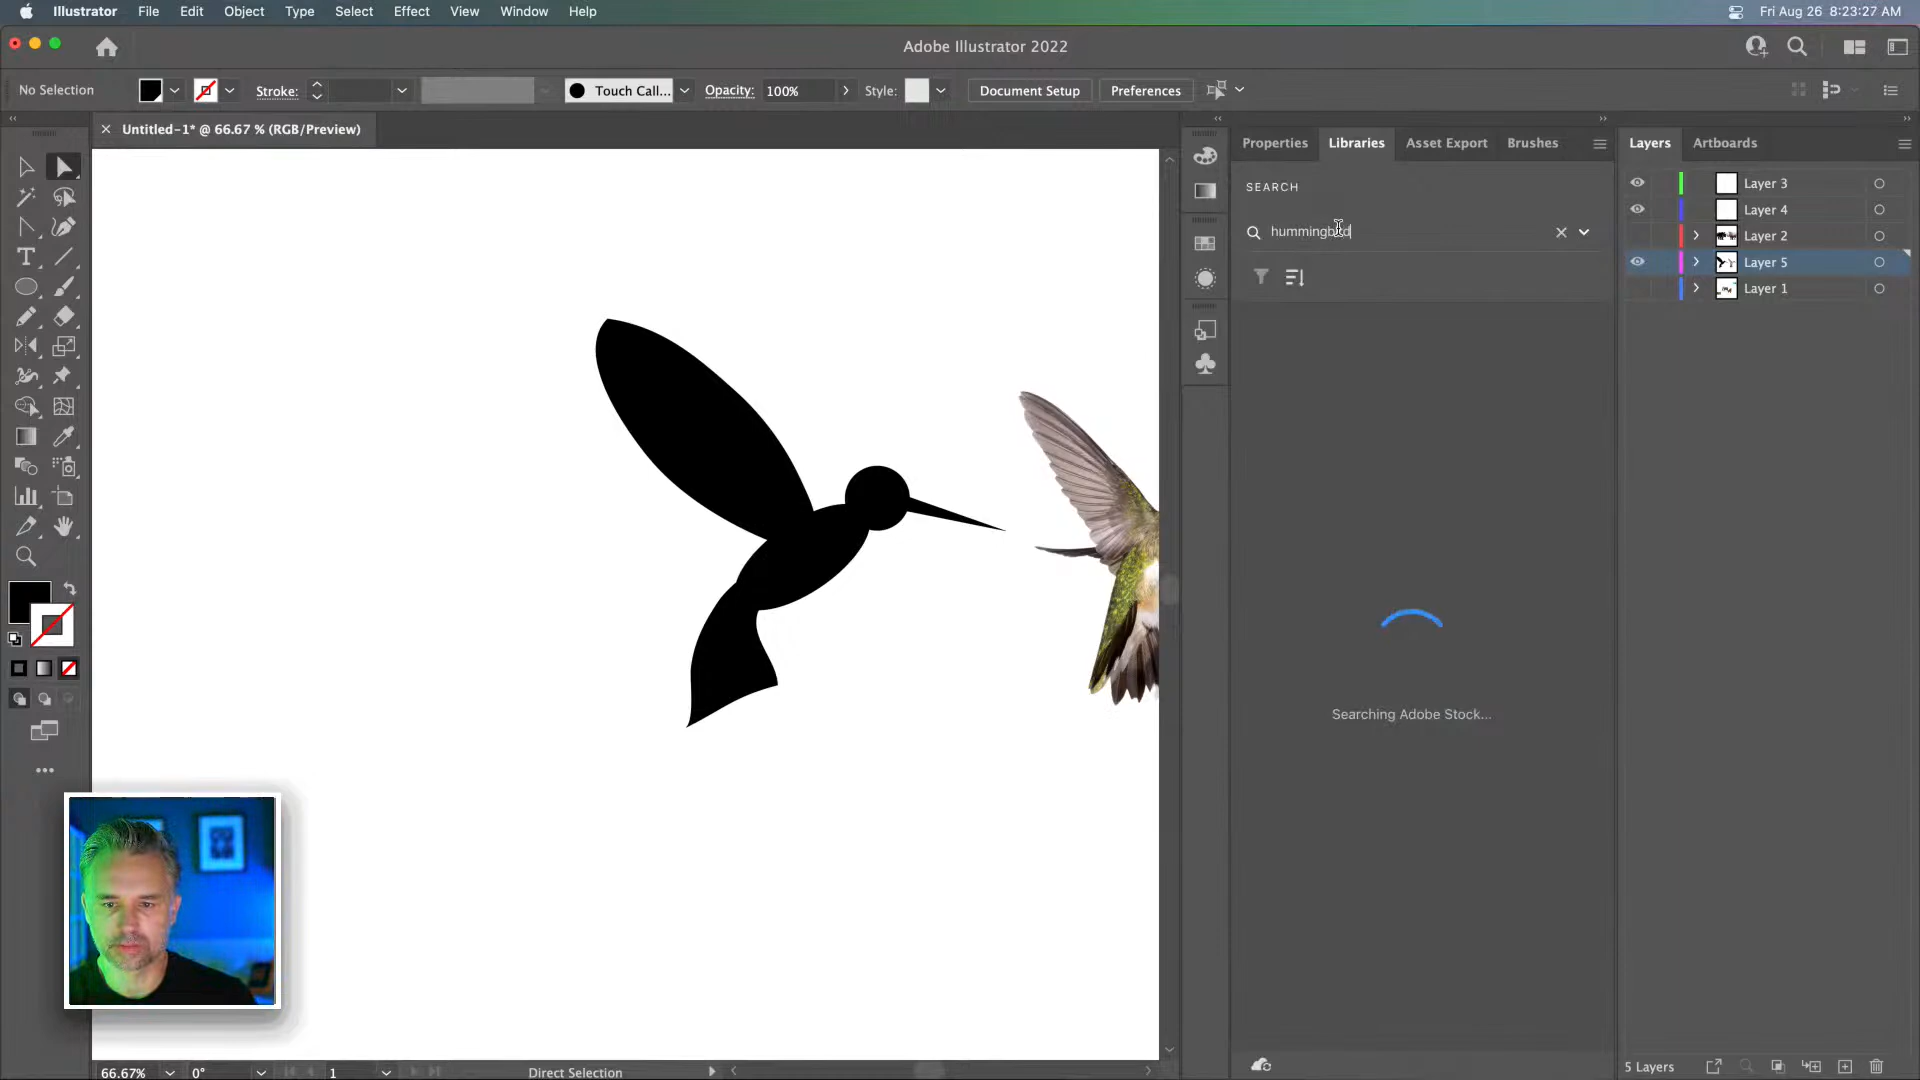 Illustrator File Edit Object Type Select Effect View Window Help Fri Aug 26 8:23:27 AM
Adobe Illustrator 2022
No Selection Stroke: Touch Call... Opacity: 100% Style: Document Setup Preferences
Untitled-1* @ 66.67 % (RGB/Preview)
Properties Libraries Asset Export Brushes Layers Artboards
SEARCH
hummingbird
Layer 3
Layer 4
Layer 2
Layer 5
Layer 1
Searching Adobe Stock...
66.67% 0° 1 Direct Selection 5 Layers